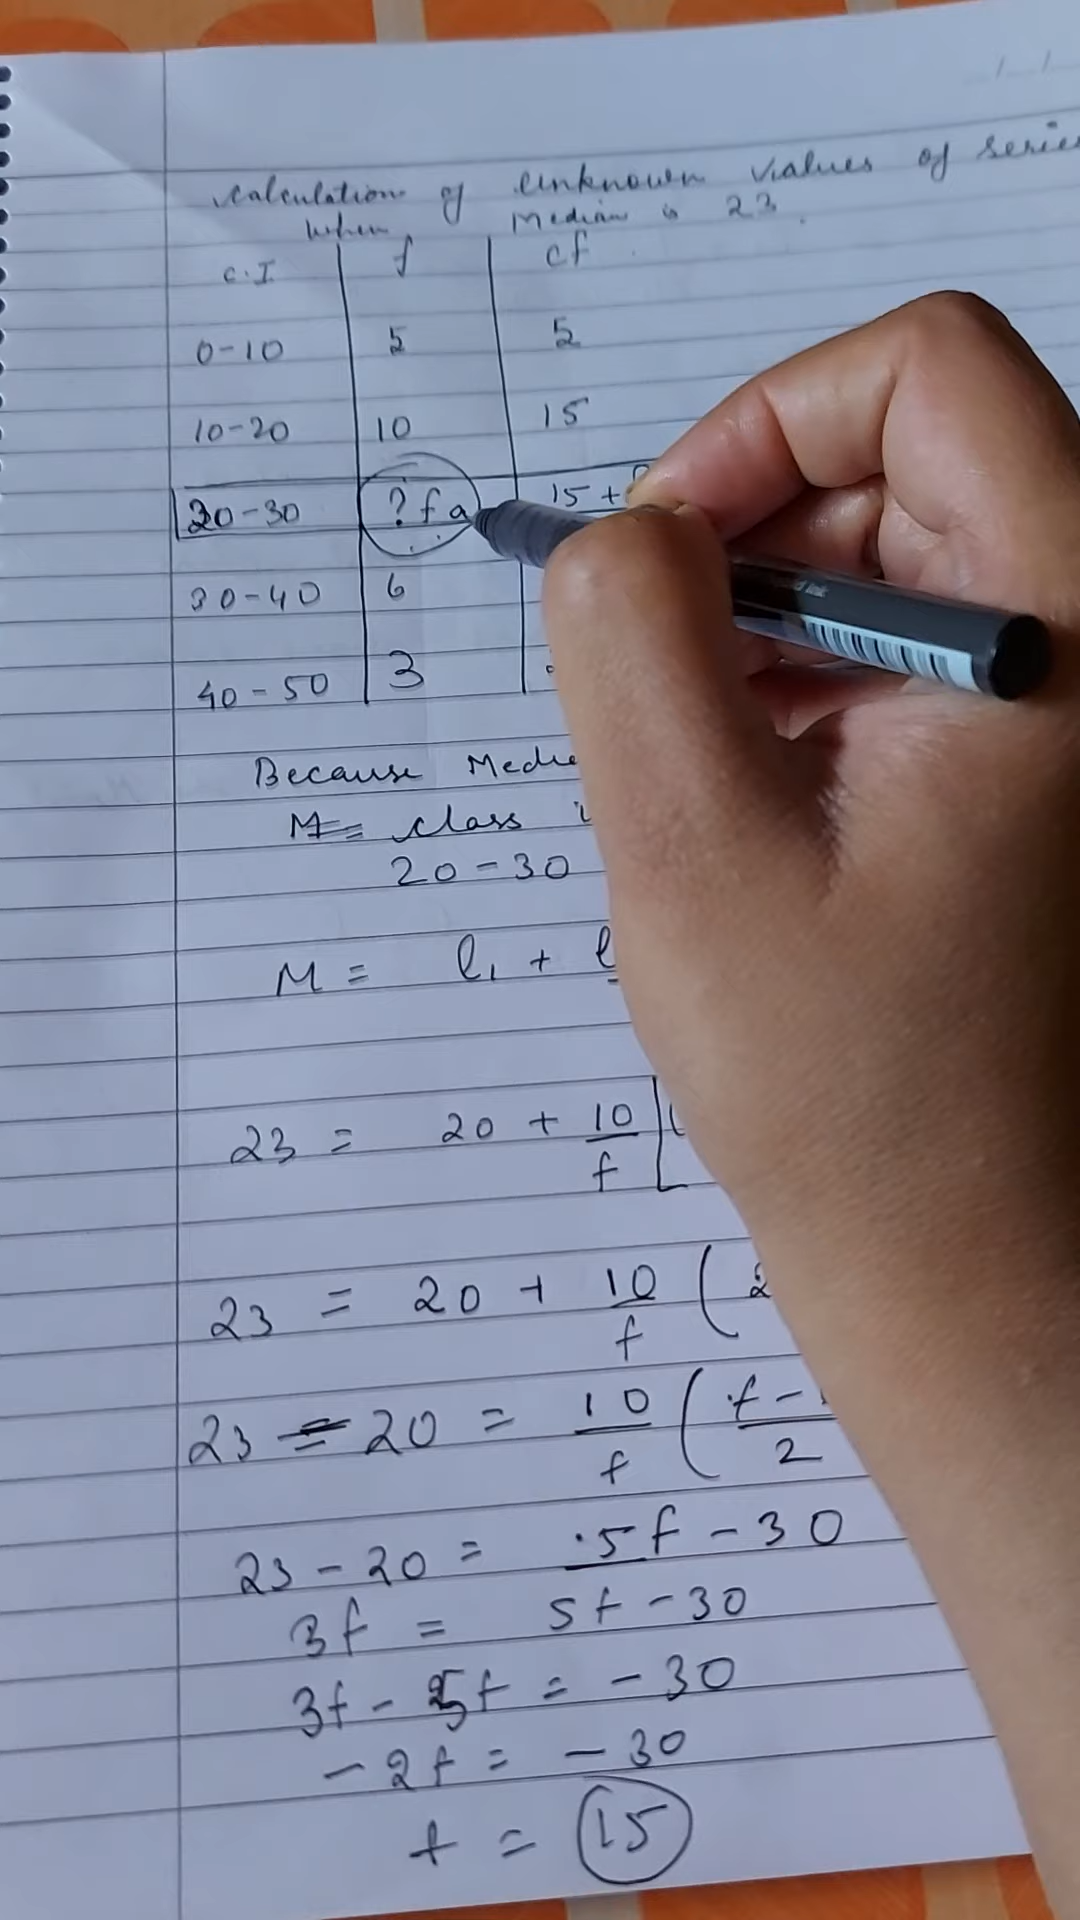 Calculation of Unknown Values of series
when Median is 23.
C.I f cf
0-10 5 5
10-20 10 15
20-30 ? f a 15 +
30-40 6
40-50 3
Because
M= class
20-30
M = l₁ +
23 = 20 + 10/f [(
23 = 20 + 10/f (
23 - 20 = 10/f (f-/2
23 - 20 = .5f - 30
3f = 5f - 30
3f - 5f = - 30
- 2f = - 30
f = 15